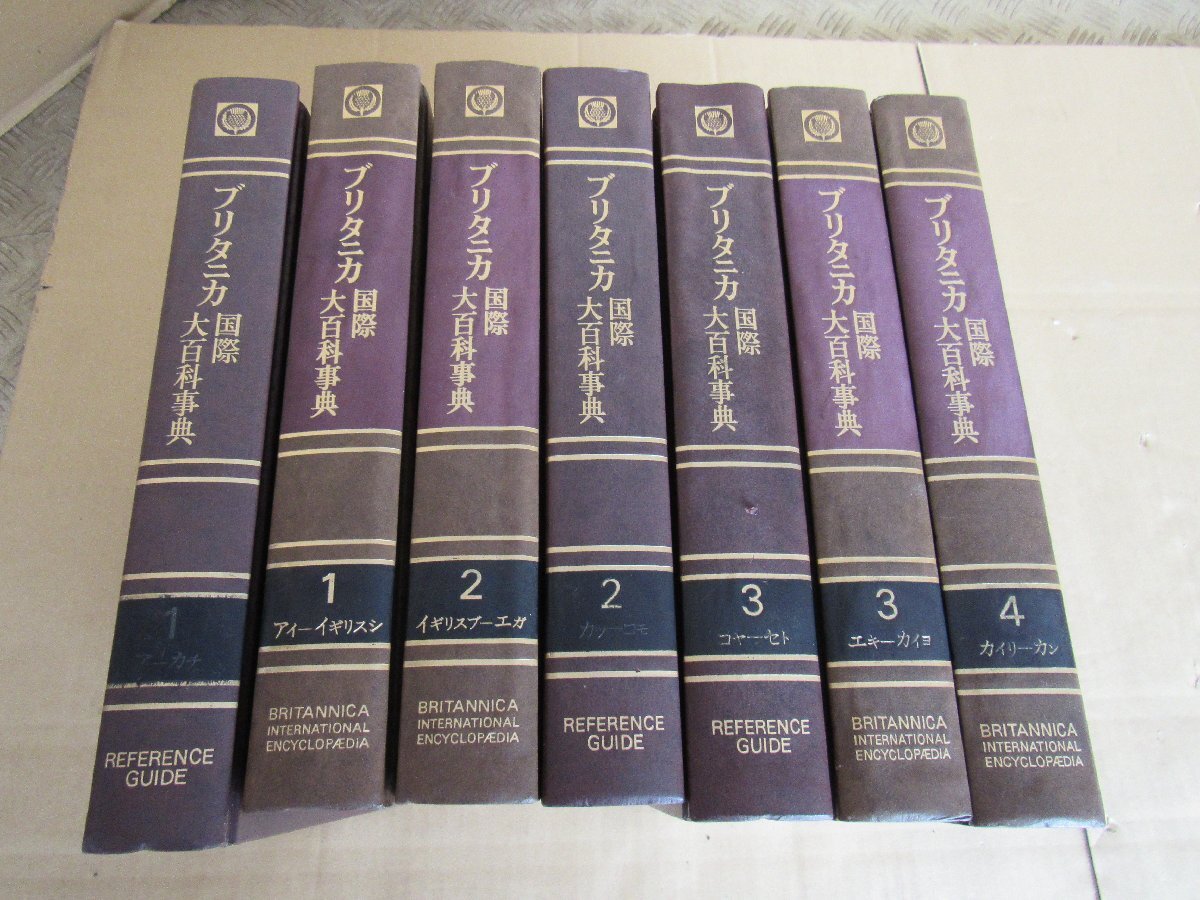 ブリタニカ
国際
大百科事典
1
アーカチ
REFERENCE
GUIDE
ブリタニカ
国際
大百科事典
1
アイーイギリスシ
BRITANNICA
INTERNATIONAL
ENCYCLOPÆDIA
ブリタニカ
国際
大百科事典
2
イギリスブーエガ
BRITANNICA
INTERNATIONAL
ENCYCLOPÆDIA
ブリタニカ
国際
大百科事典
2
REFERENCE
GUIDE
ブリタニカ
国際
大百科事典
3
コヤーセト
REFERENCE
GUIDE
ブリタニカ
国際
大百科事典
3
エキーカイヨ
BRITANNICA
INTERNATIONAL
ENCYCLOPÆDIA
ブリタニカ
国際
大百科事典
4
カイリーカン
BRITANNICA
INTERNATIONAL
ENCYCLOPÆDIA